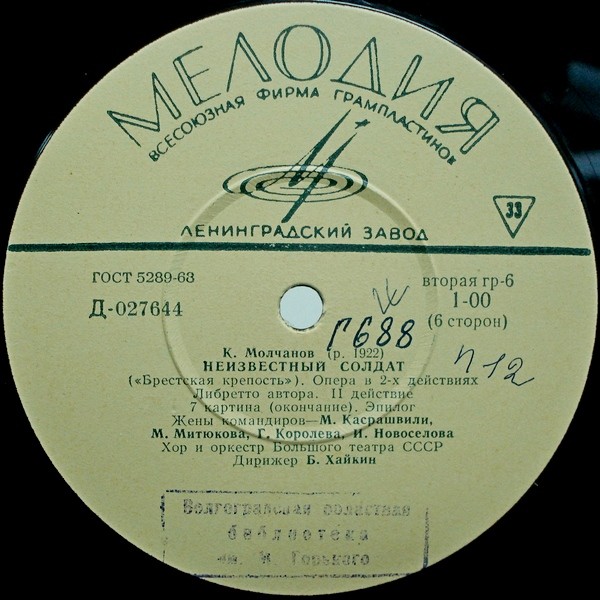 МЕЛОДИЯ
ВСЕСОЮЗНАЯ ФИРМА ГРАМПЛАСТИНОК
ЛЕНИНГРАДСКИЙ ЗАВОД
33
ГОСТ 5289-63
Д-027644
вторая гр-6
1-00
(6 сторон)
Г688
п12
К. Молчанов (р. 1922)
НЕИЗВЕСТНЫЙ СОЛДАТ
(«Брестская крепость»). Опера в 2-х действиях
Либретто автора. II действие
7 картина (окончание). Эпилог
Жены командиров—М. Касрашвили,
М. Митюкова, Г. Королева, И. Новоселова
Хор и оркестр Большого театра СССР
Дирижер Б. Хайкин
Волгоградская областная
библиотека
им. М. Горького